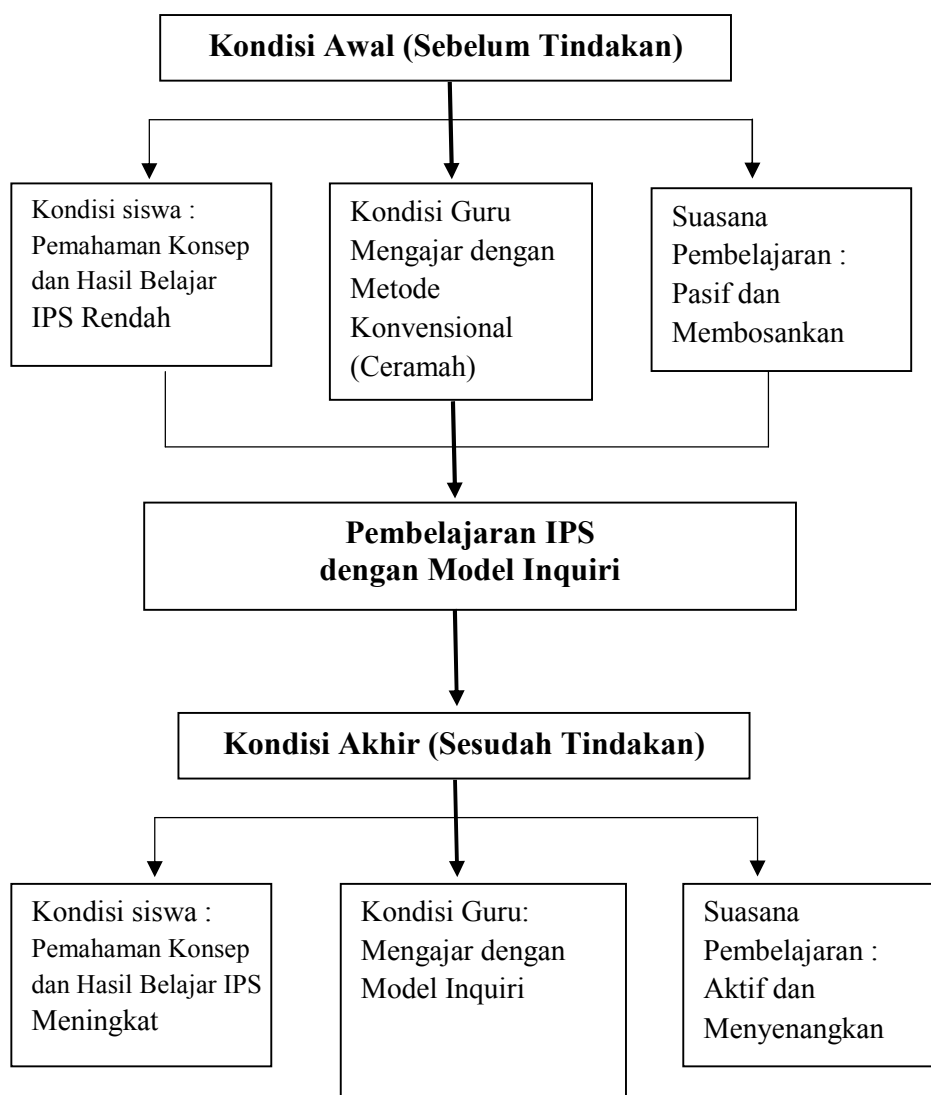 Kondisi Awal (Sebelum Tindakan)
Kondisi siswa :
Pemahaman Konsep
dan Hasil Belajar
IPS Rendah
Kondisi Guru
Mengajar dengan
Metode
Konvensional
(Ceramah)
Suasana
Pembelajaran :
Pasif dan
Membosankan
Pembelajaran IPS
dengan Model Inquiri
Kondisi Akhir (Sesudah Tindakan)
Kondisi siswa :
Pemahaman Konsep
dan Hasil Belajar IPS
Meningkat
Kondisi Guru:
Mengajar dengan
Model Inquiri
Suasana
Pembelajaran :
Aktif dan
Menyenangkan